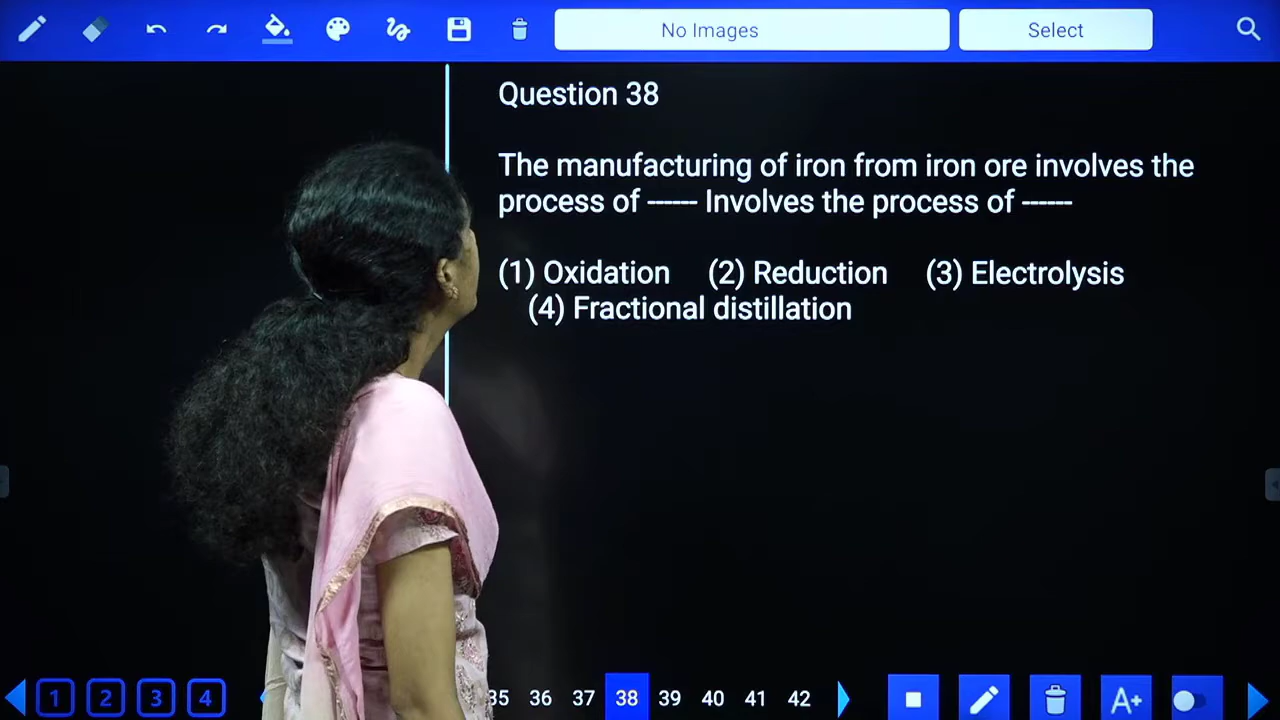 No Images
Select
Question 38
The manufacturing of iron from iron ore involves the
process of ------ Involves the process of ------
(1) Oxidation (2) Reduction (3) Electrolysis
(4) Fractional distillation
1 2 3 4
35 36 37 38 39 40 41 42
A+